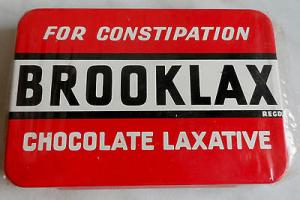 FOR CONSTIPATION
BROOKLAX
REGD.
CHOCOLATE LAXATIVE